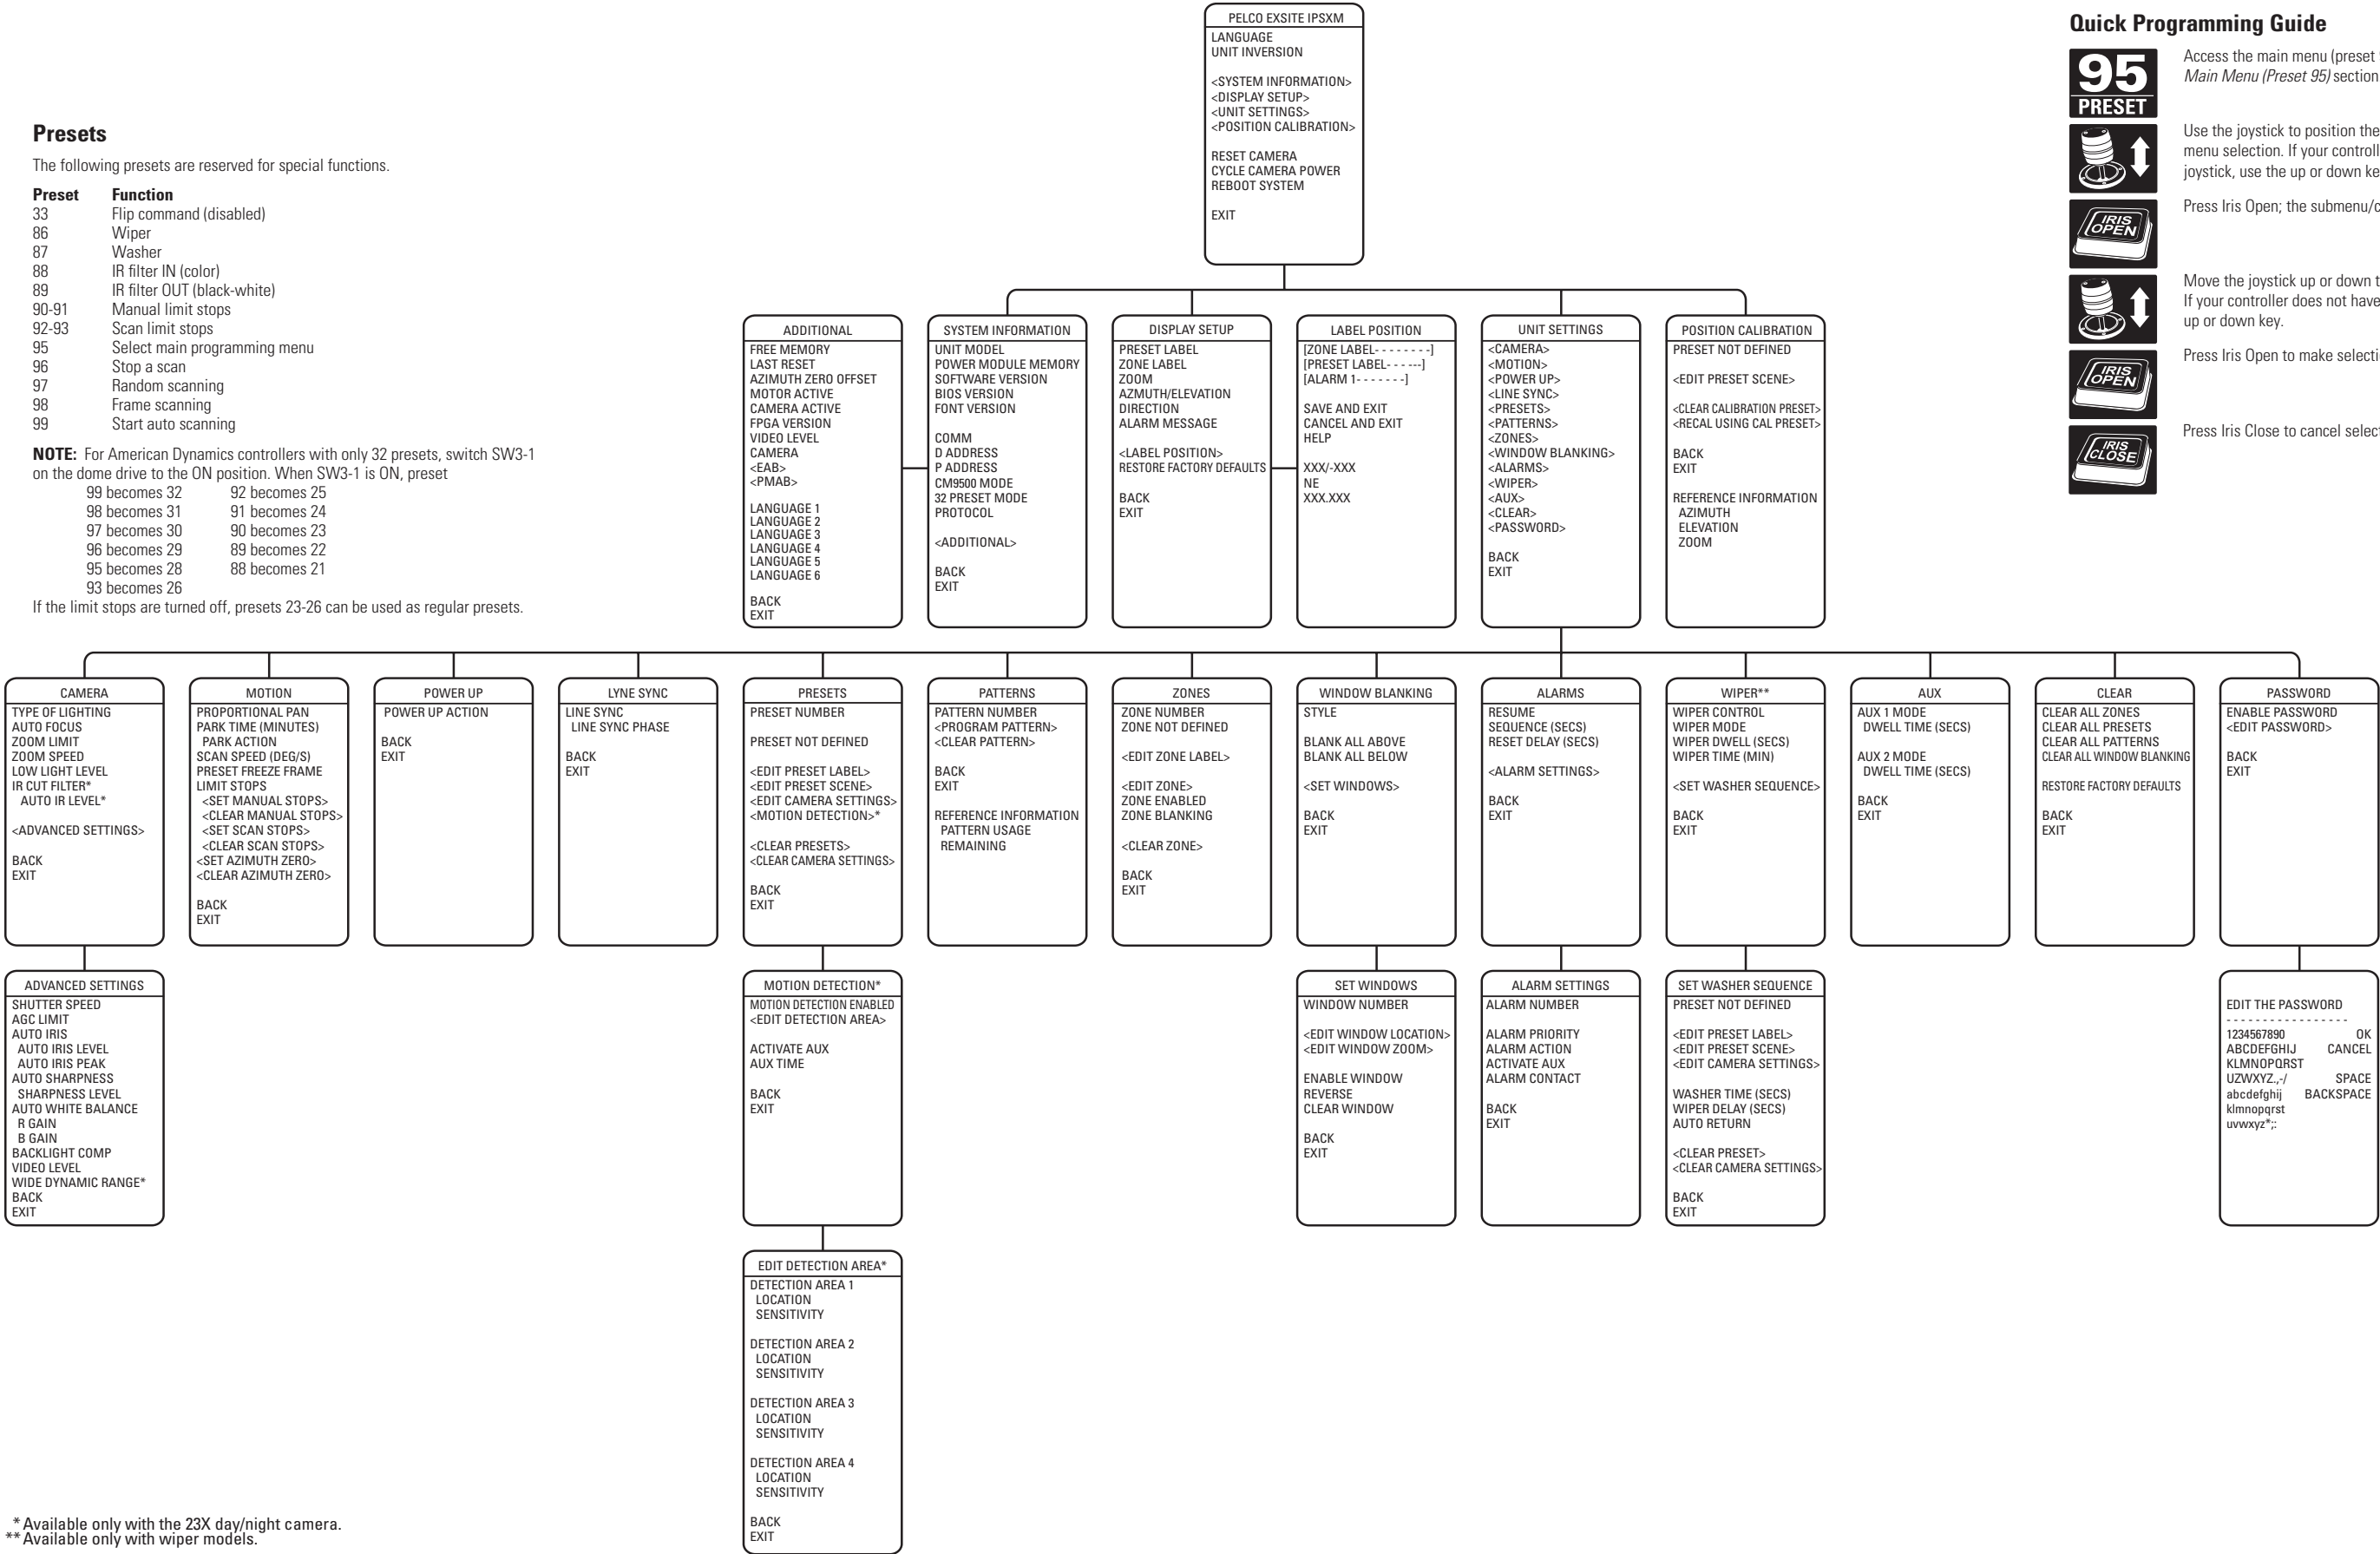 PELCO EXSITE IPSXM
LANGUAGE
UNIT INVERSION
<SYSTEM INFORMATION>
<DISPLAY SETUP>
<UNIT SETTINGS>
<POSITION CALIBRATION>
RESET CAMERA
CYCLE CAMERA POWER
REBOOT SYSTEM
EXIT
Quick Programming Guide
95
PRESET
Access the main menu (preset
Main Menu (Preset 95) section
Use the joystick to position the
menu selection. If your
joystick, use the up or down
IRIS
OPEN
Press Iris Open; the
Move the joystick up or down
If your controller does not have
up or down key.
IRIS
OPEN
Press Iris Open to make
IRIS
CLOSE
Press Iris Close to cancel
Presets
The following presets are reserved for special functions.
Preset Function
33 Flip command (disabled)
86 Wiper
87 Washer
88 IR filter IN (color)
89 IR filter OUT (black-white)
90-91 Manual limit stops
92-93 Scan limit stops
95 Select main programming menu
96 Stop a scan
97 Random scanning
98 Frame scanning
99 Start auto scanning
NOTE: For American Dynamics controllers with only 32 presets, switch SW3-1
on the dome drive to the ON position. When SW3-1 is ON, preset
99 becomes 32 92 becomes 25
98 becomes 31 91 becomes 24
97 becomes 30 90 becomes 23
96 becomes 29 89 becomes 22
95 becomes 28 88 becomes 21
93 becomes 26
If the limit stops are turned off, presets 23-26 can be used as regular presets.
ADDITIONAL
FREE MEMORY
LAST RESET
AZIMUTH ZERO OFFSET
MOTOR ACTIVE
CAMERA ACTIVE
FPGA VERSION
VIDEO LEVEL
CAMERA
<EAB>
<PMAB>
LANGUAGE 1
LANGUAGE 2
LANGUAGE 3
LANGUAGE 4
LANGUAGE 5
LANGUAGE 6
BACK
EXIT
SYSTEM INFORMATION
UNIT MODEL
POWER MODULE MEMORY
SOFTWARE VERSION
BIOS VERSION
FONT VERSION
COMM
D ADDRESS
P ADDRESS
CM9500 MODE
32 PRESET MODE
PROTOCOL
<ADDITIONAL>
BACK
EXIT
DISPLAY SETUP
PRESET LABEL
ZONE LABEL
ZOOM
AZMUTH/ELEVATION
DIRECTION
ALARM MESSAGE
<LABEL POSITION>
RESTORE FACTORY DEFAULTS
BACK
EXIT
LABEL POSITION
[ZONE LABEL- - - - - - - -]
[PRESET LABEL- - - ---]
[ALARM 1- - - - - - -]
SAVE AND EXIT
CANCEL AND EXIT
HELP
XXX/-XXX
NE
XXX.XXX
UNIT SETTINGS
<CAMERA>
<MOTION>
<POWER UP>
<LINE SYNC>
<PRESETS>
<PATTERNS>
<ZONES>
<WINDOW BLANKING>
<ALARMS>
<WIPER>
<AUX>
<CLEAR>
<PASSWORD>
BACK
EXIT
POSITION CALIBRATION
PRESET NOT DEFINED
<EDIT PRESET SCENE>
<CLEAR CALIBRATION PRESET>
<RECAL USING CAL PRESET>
BACK
EXIT
REFERENCE INFORMATION
AZIMUTH
ELEVATION
ZOOM
CAMERA
TYPE OF LIGHTING
AUTO FOCUS
ZOOM LIMIT
ZOOM SPEED
LOW LIGHT LEVEL
IR CUT FILTER*
AUTO IR LEVEL*
<ADVANCED SETTINGS>
BACK
EXIT
MOTION
PROPORTIONAL PAN
PARK TIME (MINUTES)
PARK ACTION
SCAN SPEED (DEG/S)
PRESET FREEZE FRAME
LIMIT STOPS
<SET MANUAL STOPS>
<CLEAR MANUAL STOPS>
<SET SCAN STOPS>
<CLEAR SCAN STOPS>
<SET AZIMUTH ZERO>
<CLEAR AZIMUTH ZERO>
BACK
EXIT
POWER UP
POWER UP ACTION
BACK
EXIT
LYNE SYNC
LINE SYNC
LINE SYNC PHASE
BACK
EXIT
PRESETS
PRESET NUMBER
PRESET NOT DEFINED
<EDIT PRESET LABEL>
<EDIT PRESET SCENE>
<EDIT CAMERA SETTINGS>
<MOTION DETECTION>*
<CLEAR PRESETS>
<CLEAR CAMERA SETTINGS>
BACK
EXIT
PATTERNS
PATTERN NUMBER
<PROGRAM PATTERN>
<CLEAR PATTERN>
BACK
EXIT
REFERENCE INFORMATION
PATTERN USAGE
REMAINING
ZONES
ZONE NUMBER
ZONE NOT DEFINED
<EDIT ZONE LABEL>
<EDIT ZONE>
ZONE ENABLED
ZONE BLANKING
<CLEAR ZONE>
BACK
EXIT
WINDOW BLANKING
STYLE
BLANK ALL ABOVE
BLANK ALL BELOW
<SET WINDOWS>
BACK
EXIT
ALARMS
RESUME
SEQUENCE (SECS)
RESET DELAY (SECS)
<ALARM SETTINGS>
BACK
EXIT
WIPER**
WIPER CONTROL
WIPER MODE
WIPER DWELL (SECS)
WIPER TIME (MIN)
<SET WASHER SEQUENCE>
BACK
EXIT
AUX
AUX 1 MODE
DWELL TIME (SECS)
AUX 2 MODE
DWELL TIME (SECS)
BACK
EXIT
CLEAR
CLEAR ALL ZONES
CLEAR ALL PRESETS
CLEAR ALL PATTERNS
CLEAR ALL WINDOW BLANKING
RESTORE FACTORY DEFAULTS
BACK
EXIT
PASSWORD
ENABLE PASSWORD
<EDIT PASSWORD>
BACK
EXIT
ADVANCED SETTINGS
SHUTTER SPEED
AGC LIMIT
AUTO IRIS
AUTO IRIS LEVEL
AUTO IRIS PEAK
AUTO SHARPNESS
SHARPNESS LEVEL
AUTO WHITE BALANCE
R GAIN
B GAIN
BACKLIGHT COMP
VIDEO LEVEL
WIDE DYNAMIC RANGE*
BACK
EXIT
MOTION DETECTION*
MOTION DETECTION ENABLED
<EDIT DETECTION AREA>
ACTIVATE AUX
AUX TIME
BACK
EXIT
SET WINDOWS
WINDOW NUMBER
<EDIT WINDOW LOCATION>
<EDIT WINDOW ZOOM>
ENABLE WINDOW
REVERSE
CLEAR WINDOW
BACK
EXIT
ALARM SETTINGS
ALARM NUMBER
ALARM PRIORITY
ALARM ACTION
ACTIVATE AUX
ALARM CONTACT
BACK
EXIT
SET WASHER SEQUENCE
PRESET NOT DEFINED
<EDIT PRESET LABEL>
<EDIT PRESET SCENE>
<EDIT CAMERA SETTINGS>
WASHER TIME (SECS)
WIPER DELAY (SECS)
AUTO RETURN
<CLEAR PRESET>
<CLEAR CAMERA SETTINGS>
BACK
EXIT
EDIT THE PASSWORD
- - - - - - - - - - - - - - - - -
1234567890 OK
ABCDEFGHIJ CANCEL
KLMNOPQRST
UZWXYZ.,-/ SPACE
abcdefghij BACKSPACE
klmnopqrst
uvwxyz*;:
EDIT DETECTION AREA*
DETECTION AREA 1
LOCATION
SENSITIVITY
DETECTION AREA 2
LOCATION
SENSITIVITY
DETECTION AREA 3
LOCATION
SENSITIVITY
DETECTION AREA 4
LOCATION
SENSITIVITY
BACK
EXIT
* Available only with the 23X day/night camera.
** Available only with wiper models.